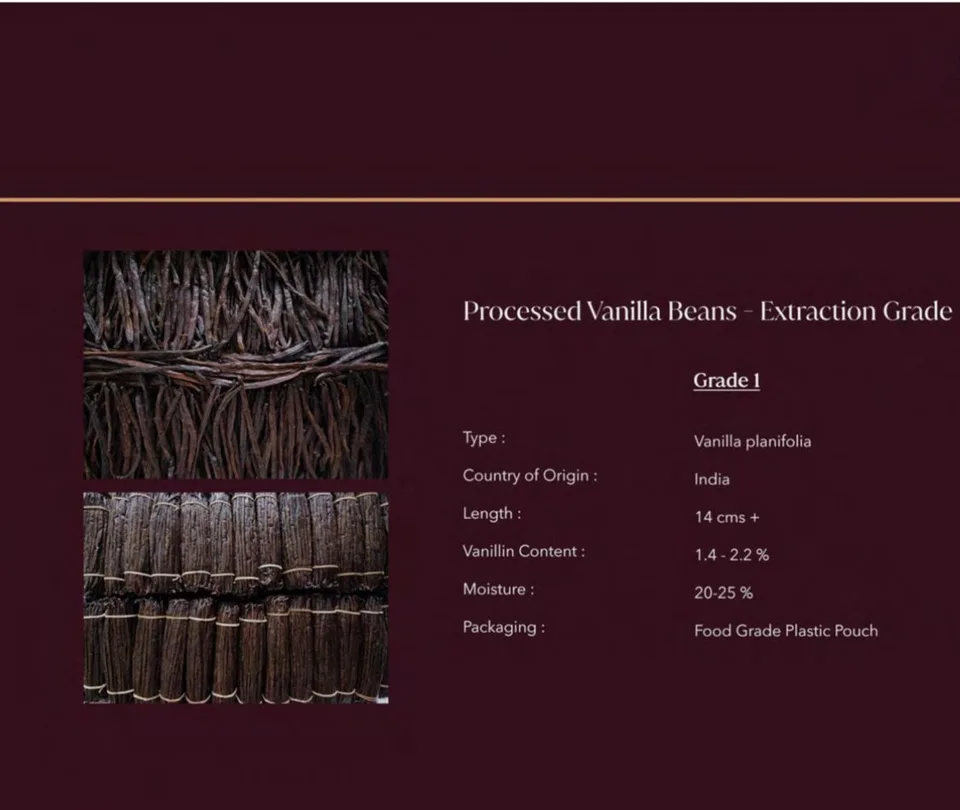 Processed Vanilla Beans – Extraction Grade
Grade 1
Type : Vanilla planifolia
Country of Origin : India
Length : 14 cms +
Vanillin Content : 1.4 - 2.2 %
Moisture : 20-25 %
Packaging : Food Grade Plastic Pouch